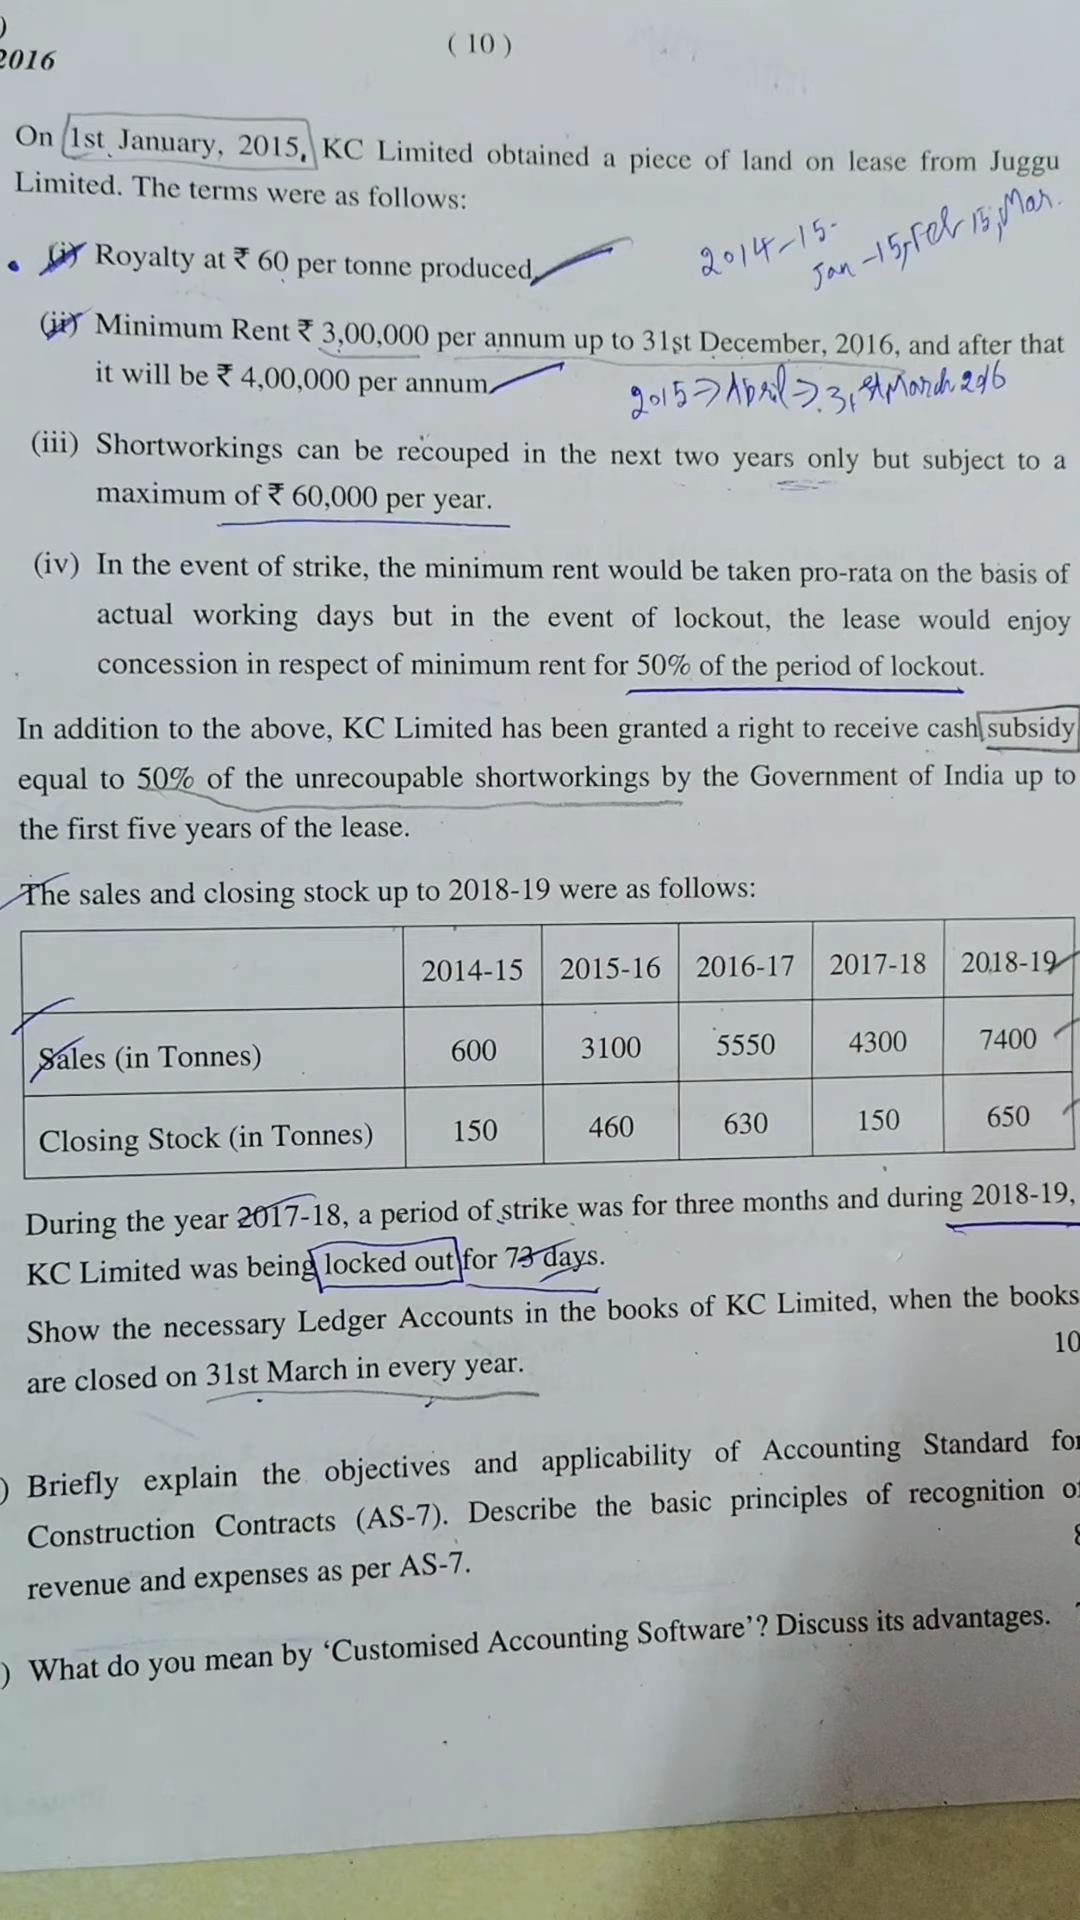 )
2016
( 10 )
On 1st January, 2015, KC Limited obtained a piece of land on lease from Juggu
Limited. The terms were as follows:
2014-15-
Jan-15, Feb 15, Mar.
(i) Royalty at ₹ 60 per tonne produced.
(ii) Minimum Rent ₹ 3,00,000 per annum up to 31st December, 2016, and after that
it will be ₹ 4,00,000 per annum.
2015⇒April⇒31st March 2016
(iii) Shortworkings can be recouped in the next two years only but subject to a
maximum of ₹ 60,000 per year.
(iv) In the event of strike, the minimum rent would be taken pro-rata on the basis of
actual working days but in the event of lockout, the lease would enjoy
concession in respect of minimum rent for 50% of the period of lockout.
In addition to the above, KC Limited has been granted a right to receive cash subsidy
equal to 50% of the unrecoupable shortworkings by the Government of India up to
the first five years of the lease.
The sales and closing stock up to 2018-19 were as follows:
2014-15 2015-16 2016-17 2017-18 2018-19
Sales (in Tonnes) 600 3100 5550 4300 7400
Closing Stock (in Tonnes) 150 460 630 150 650
During the year 2017-18, a period of strike was for three months and during 2018-19,
KC Limited was being locked out for 73 days.
Show the necessary Ledger Accounts in the books of KC Limited, when the books
are closed on 31st March in every year. 10
) Briefly explain the objectives and applicability of Accounting Standard for
Construction Contracts (AS-7). Describe the basic principles of recognition of
revenue and expenses as per AS-7. 8
) What do you mean by ‘Customised Accounting Software’? Discuss its advantages.